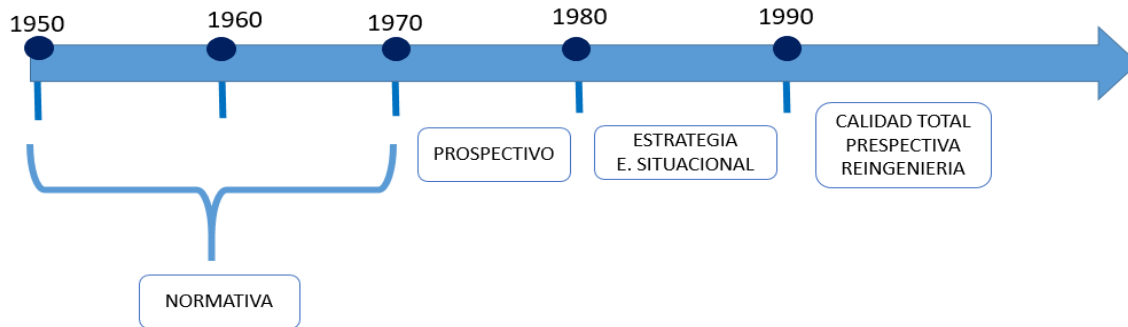 1950
1960
1970
1980
1990
PROSPECTIVO
ESTRATEGIA
E. SITUACIONAL
CALIDAD TOTAL
PRESPECTIVA
REINGENIERIA
NORMATIVA